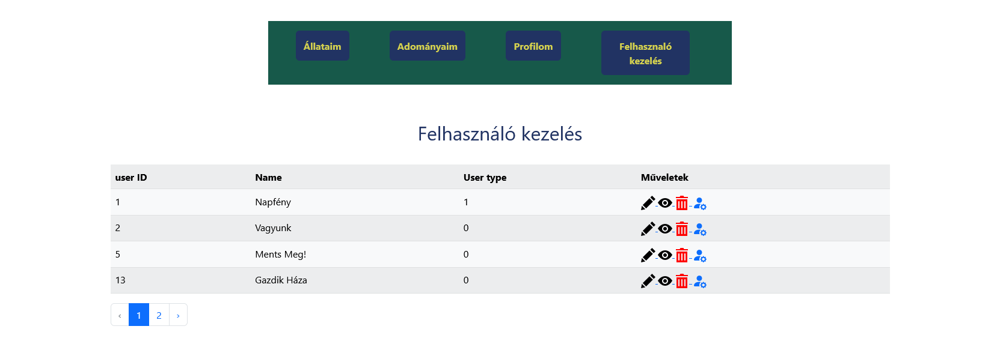 Állataim Adományaim Profilom Felhasznaló
kezelés
Felhasználó kezelés
user ID Name User type Műveletek
1 Napfény 1
2 Vagyunk 0
5 Ments Meg! 0
13 Gazdik Háza 0
‹ 1 2 ›